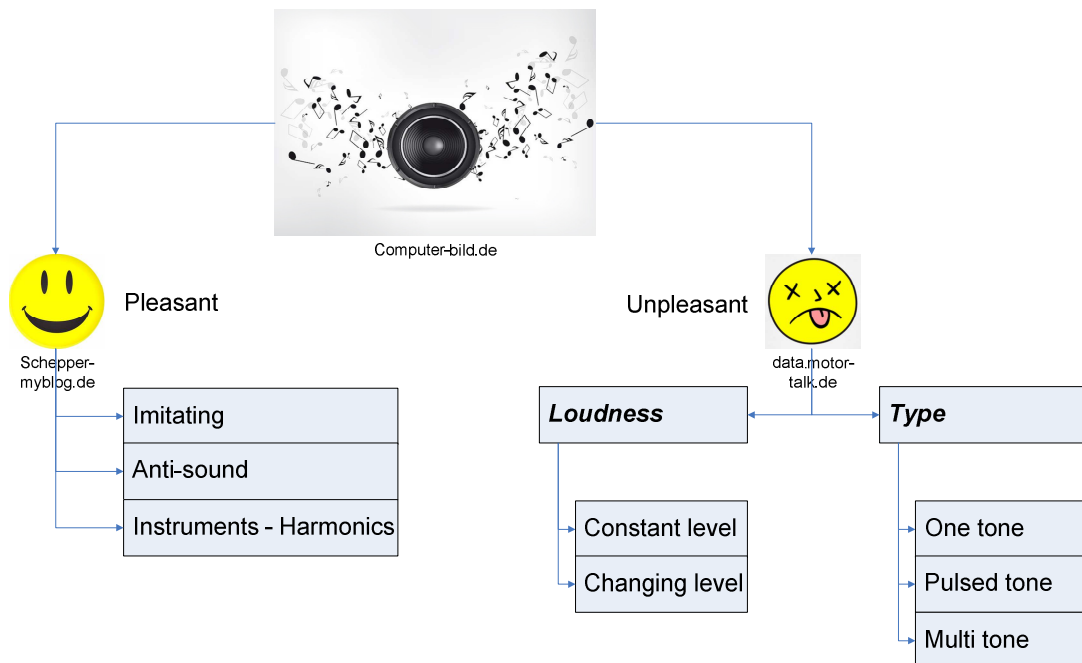 Computer-bild.de
Pleasant
Schepper-
myblog.de
Imitating
Anti-sound
Instruments - Harmonics
Unpleasant
data.motor-
talk.de
Loudness
Constant level
Changing level
Type
One tone
Pulsed tone
Multi tone